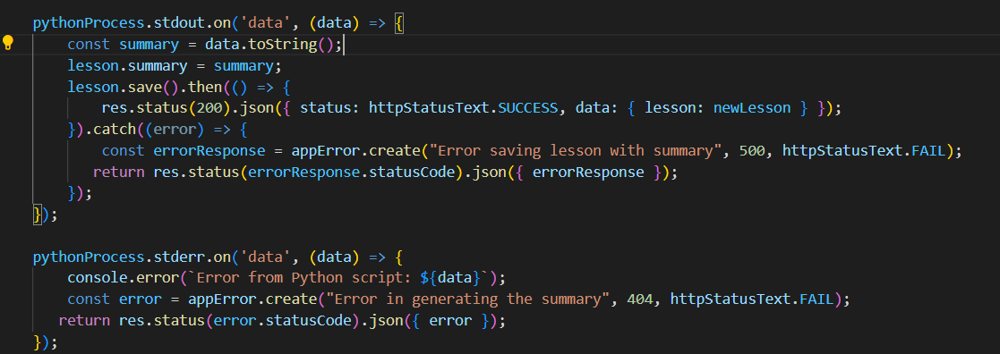 pythonProcess.stdout.on('data', (data) => {
    const summary = data.toString();
    lesson.summary = summary;
    lesson.save().then(() => {
        res.status(200).json({ status: httpStatusText.SUCCESS, data: { lesson: newLesson } });
    }).catch((error) => {
        const errorResponse = appError.create("Error saving lesson with summary", 500, httpStatusText.FAIL);
       return res.status(errorResponse.statusCode).json({ errorResponse });
    });
});

pythonProcess.stderr.on('data', (data) => {
    console.error(`Error from Python script: ${data}`);
    const error = appError.create("Error in generating the summary", 404, httpStatusText.FAIL);
   return res.status(error.statusCode).json({ error });
});